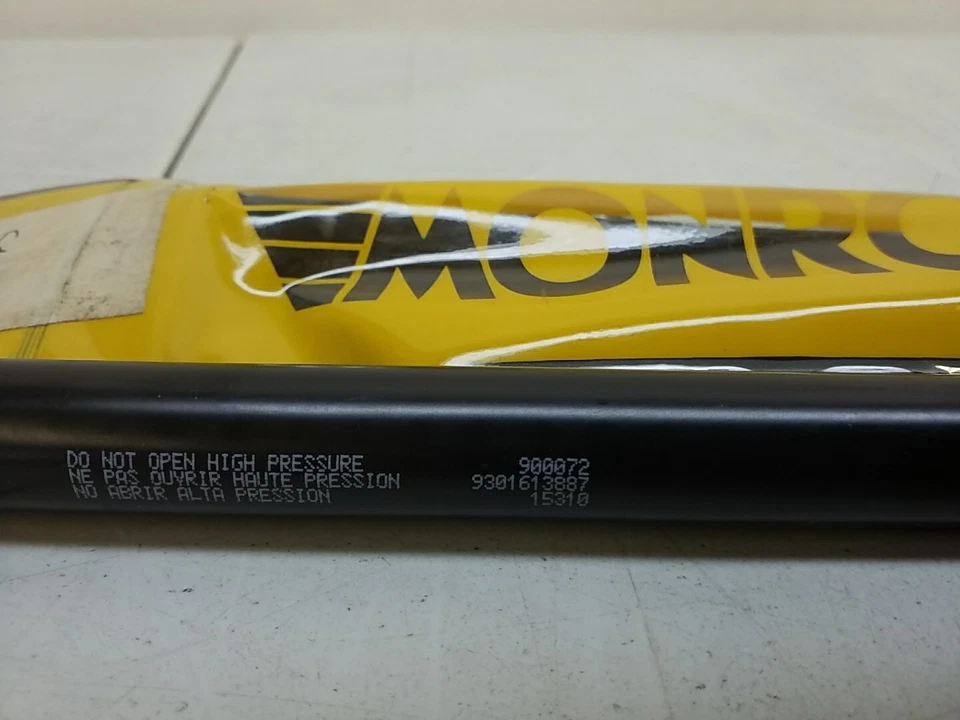 MONRO
DO NOT OPEN HIGH PRESSURE
NE PAS OUVRIR HAUTE PRESSION
NO ABRIR ALTA PRESSION
900072
9301613887
15310